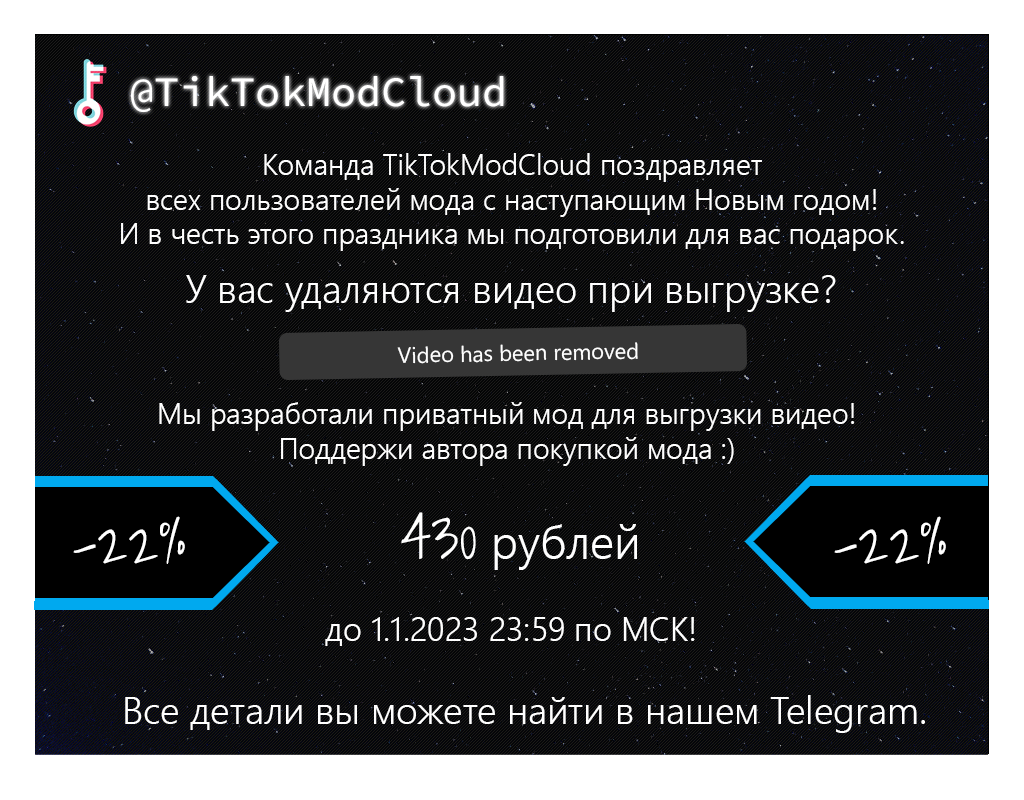 @TikTokModCloud
Команда TikTokModCloud поздравляет
всех пользователей мода с наступающим Новым годом!
И в честь этого праздника мы подготовили для вас подарок.
У вас удаляются видео при выгрузке?
Video has been removed
Мы разработали приватный мод для выгрузки видео!
Поддержи автора покупкой мода :)
-22%
430 рублей
-22%
до 1.1.2023 23:59 по МСК!
Все детали вы можете найти в нашем Telegram.